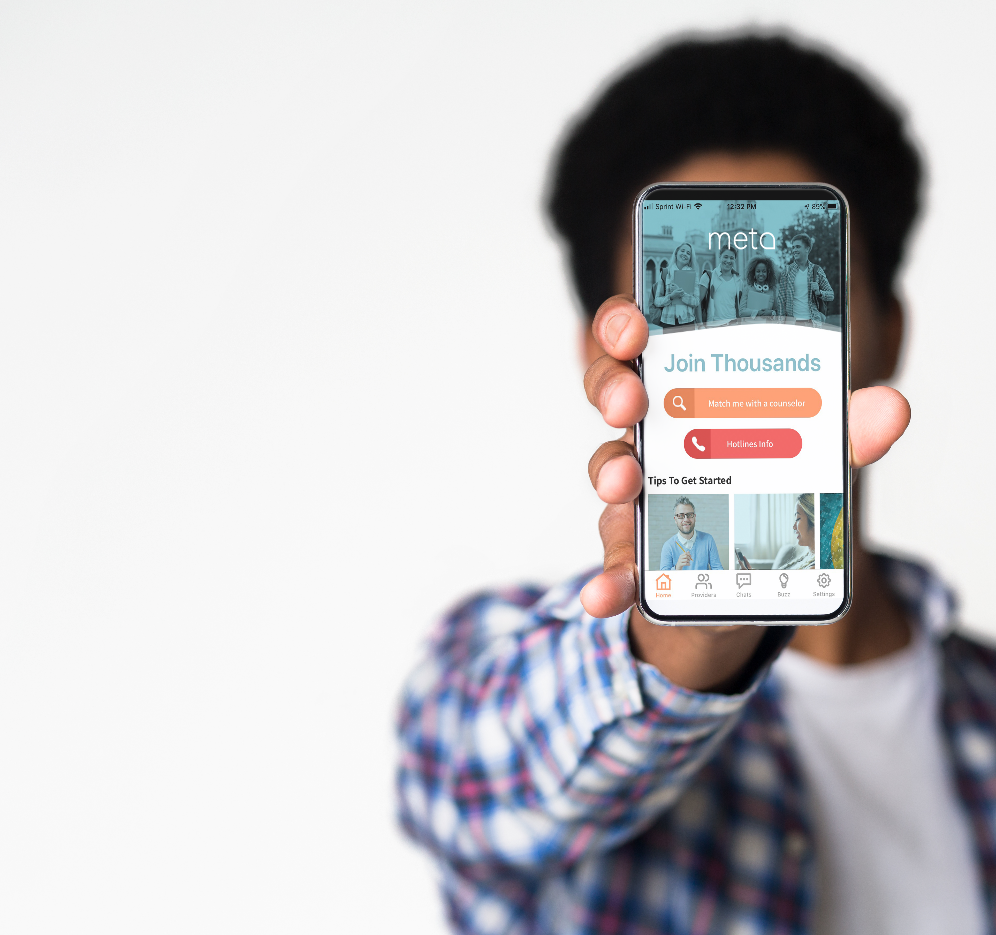 Sprint Wi-Fi 12:32 PM 89%
meta
Join Thousands
Match me with a counselor
Hotlines Info
Tips To Get Started
Home Providers Chats Buzz Settings